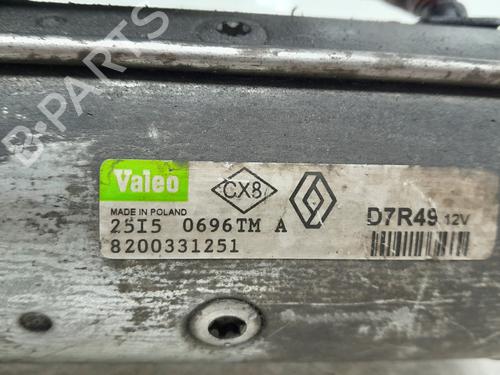 B-PARTS
Valeo
CX8
MADE IN POLAND
25I5 0696TM A
D7R49 12V
8200331251